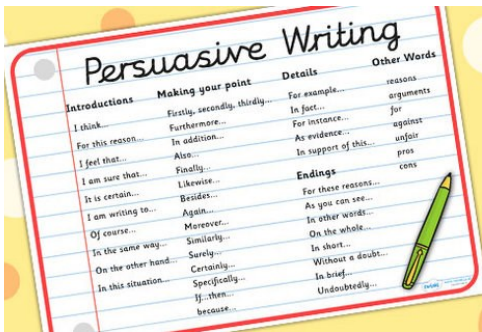 Persuasive Writing
Introductions
I think...
For this reason...
I feel that...
I am sure that...
It is certain...
I am writing to...
Of course...
In the same way...
On the other hand...
In this situation...
Making your point
Firstly, secondly, thirdly...
Furthermore...
In addition...
Also...
Finally...
Likewise...
Besides...
Again...
Moreover...
Similarly...
Surely...
Certainly...
Specifically...
If...then...
because...
Details
For example...
In fact...
For instance...
As evidence...
In support of this...
Endings
For these reasons...
As you can see...
In other words...
On the whole...
In short...
Without a doubt...
In brief...
Undoubtedly...
Other Words
reasons
arguments
for
against
unfair
pros
cons
twinkl